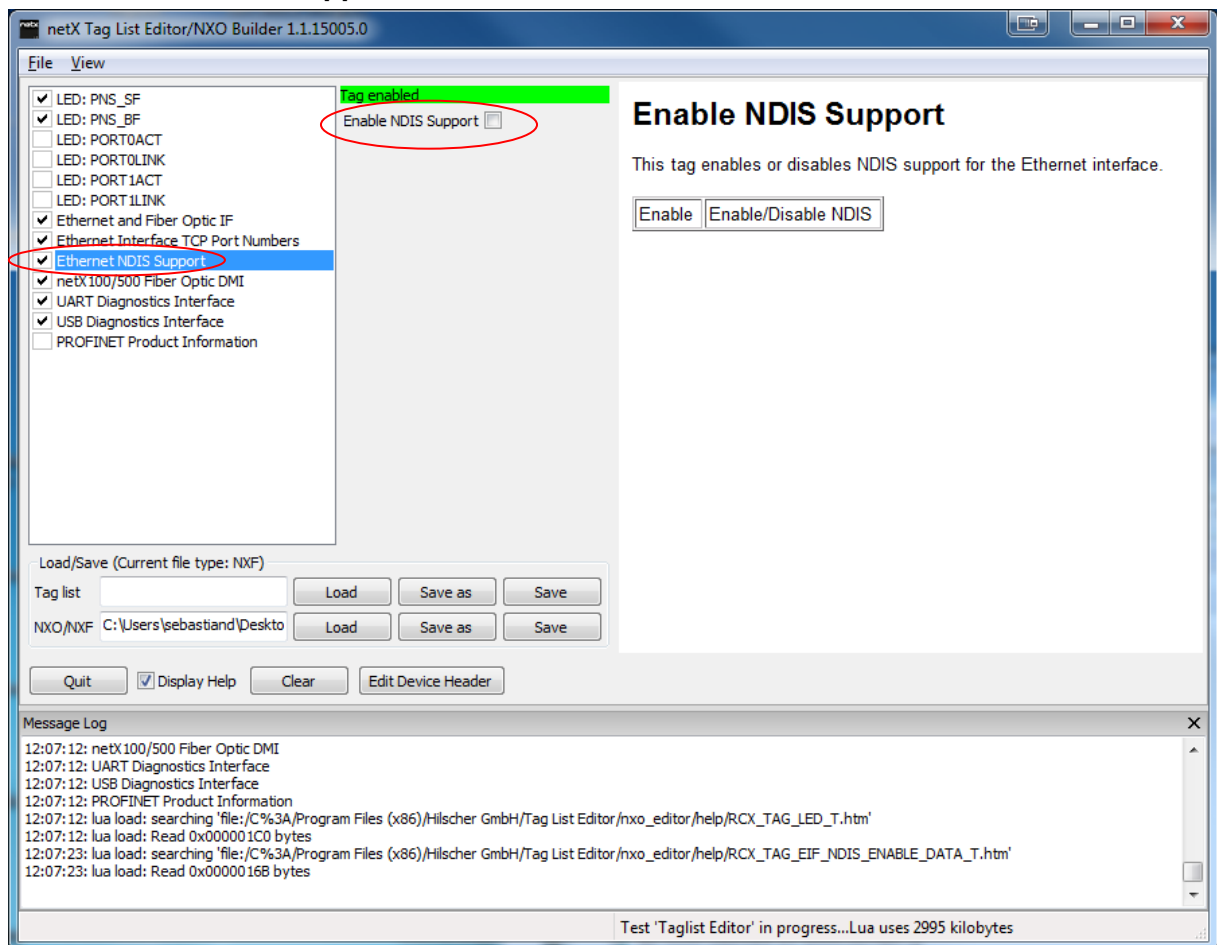 netX Tag List Editor/NXO Builder 1.1.15005.0
File View
LED: PNS_SF
LED: PNS_BF
LED: PORT0ACT
LED: PORT0LINK
LED: PORT1ACT
LED: PORT1LINK
Ethernet and Fiber Optic IF
Ethernet Interface TCP Port Numbers
Ethernet NDIS Support
netX100/500 Fiber Optic DMI
UART Diagnostics Interface
USB Diagnostics Interface
PROFINET Product Information
Tag enabled
Enable NDIS Support
Enable NDIS Support
This tag enables or disables NDIS support for the Ethernet interface.
Enable Enable/Disable NDIS
Load/Save (Current file type: NXF)
Tag list Load Save as Save
NXO/NXF C:\Users\sebastiand\Deskto Load Save as Save
Quit Display Help Clear Edit Device Header
Message Log
12:07:12: netX100/500 Fiber Optic DMI
12:07:12: UART Diagnostics Interface
12:07:12: USB Diagnostics Interface
12:07:12: PROFINET Product Information
12:07:12: lua load: searching 'file:/C%3A/Program Files (x86)/Hilscher GmbH/Tag List Editor/nxo_editor/help/RCX_TAG_LED_T.htm'
12:07:12: lua load: Read 0x000001C0 bytes
12:07:23: lua load: searching 'file:/C%3A/Program Files (x86)/Hilscher GmbH/Tag List Editor/nxo_editor/help/RCX_TAG_EIF_NDIS_ENABLE_DATA_T.htm'
12:07:23: lua load: Read 0x0000016B bytes
Test 'Taglist Editor' in progress...Lua uses 2995 kilobytes